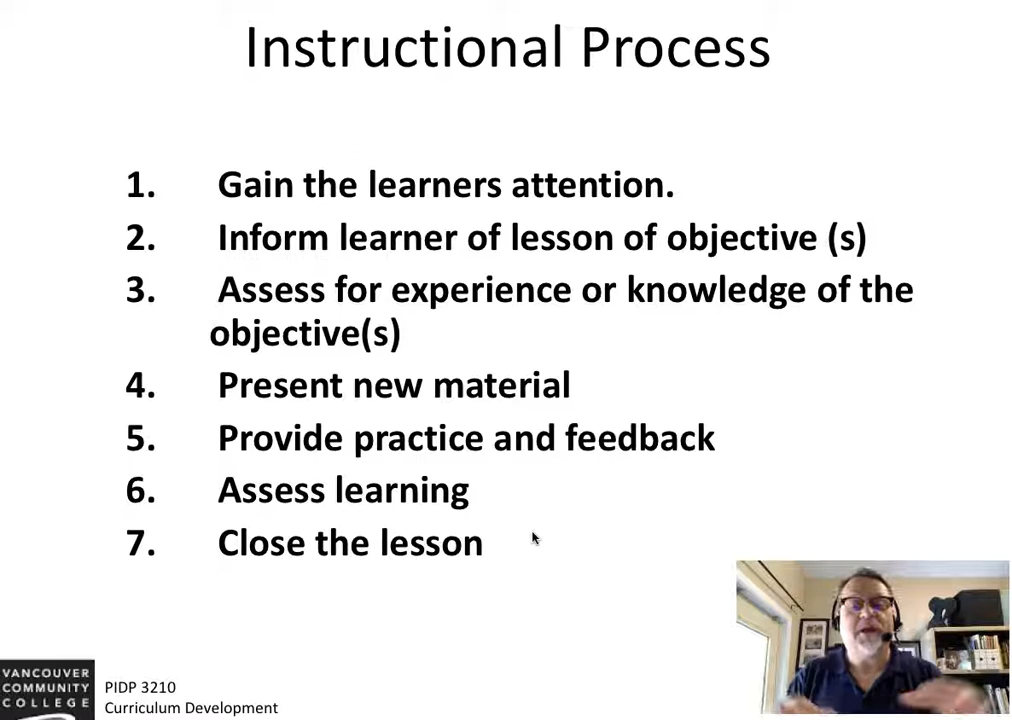 Instructional Process
1. Gain the learners attention.
2. Inform learner of lesson of objective (s)
3. Assess for experience or knowledge of the
objective(s)
4. Present new material
5. Provide practice and feedback
6. Assess learning
7. Close the lesson
VANCOUVER
COMMUNITY
COLLEGE
PIDP 3210
Curriculum Development